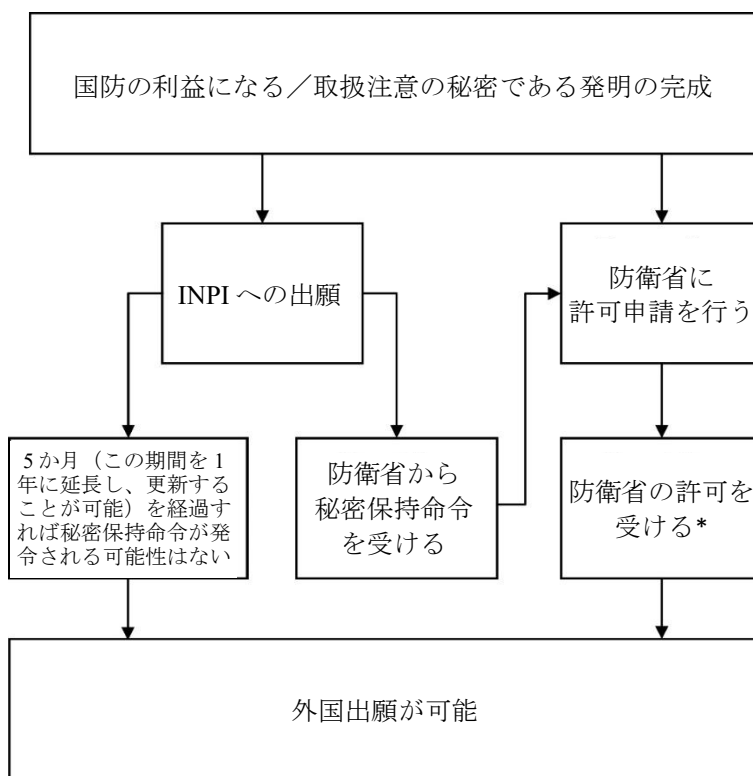 国防の利益になる／取扱注意の秘密である発明の完成
INPI への出願
防衛省に
許可申請を行う
5 か月（この期間を 1
年に延長し、更新する
ことが可能）を経過す
れば秘密保持命令が発
令される可能性はない
防衛省から
秘密保持命令
を受ける
防衛省の許可を
受ける*
外国出願が可能